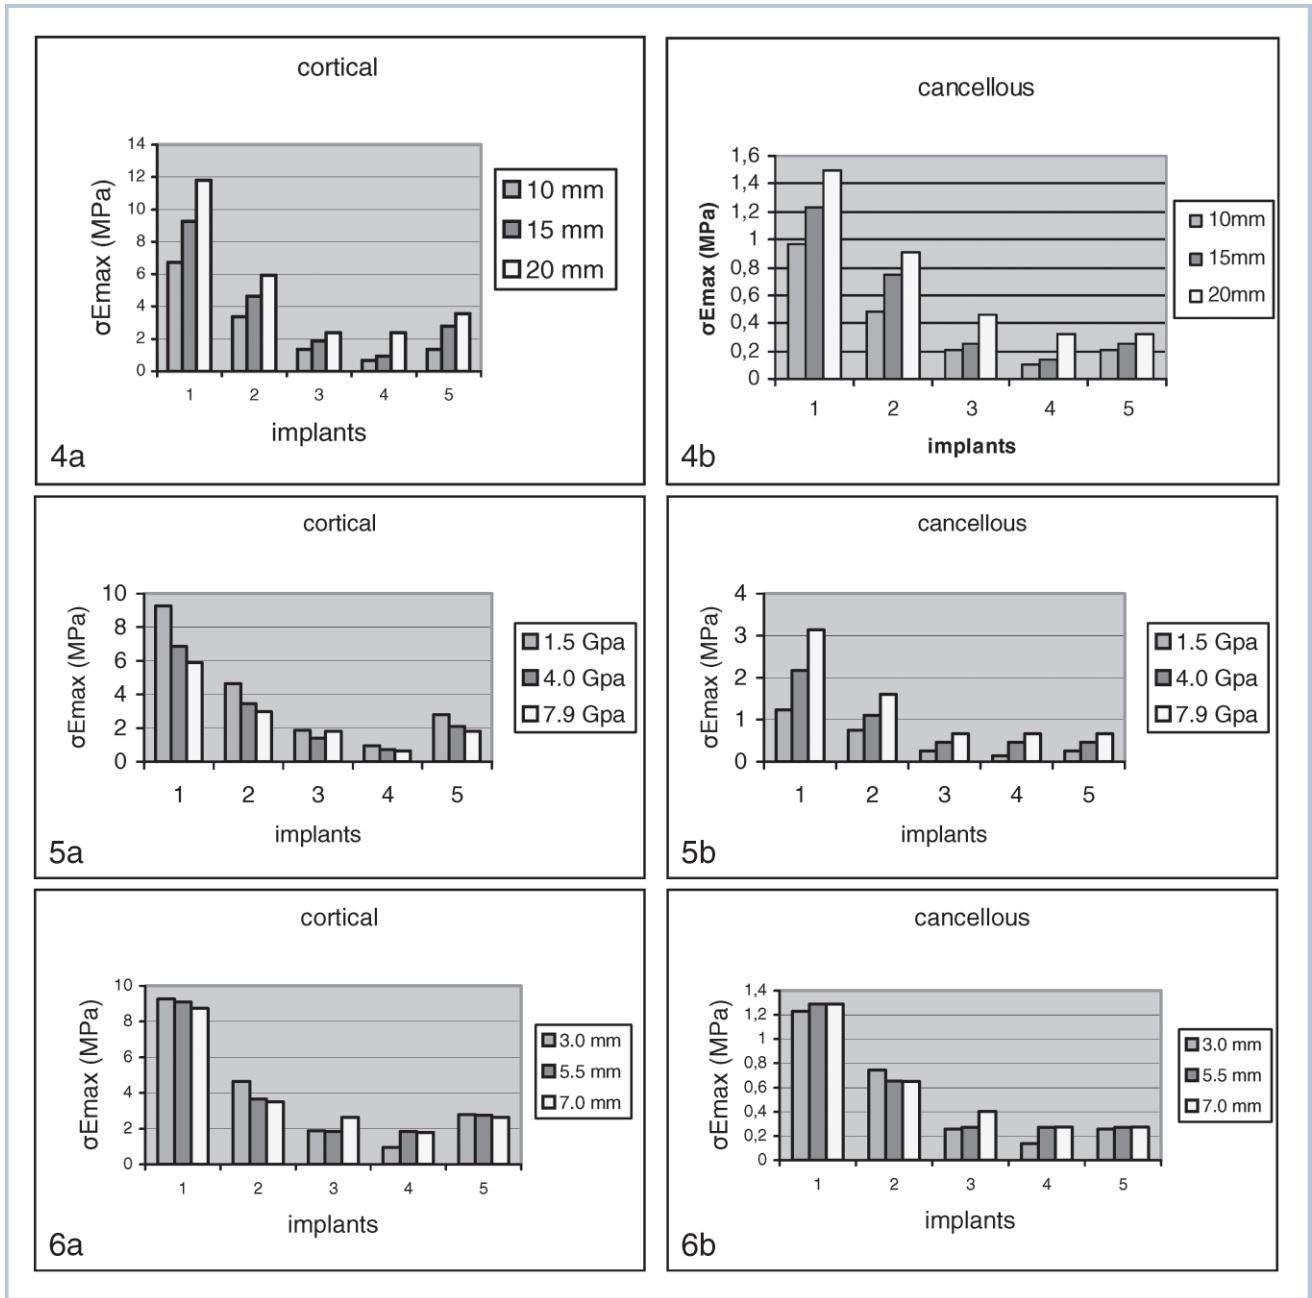 cortical
14
12
10
8
6
4
2
0
σEmax (MPa)
1 2 3 4 5
implants
10 mm
15 mm
20 mm
4a
cancellous
1,6
1,4
1,2
1
0,8
0,6
0,4
0,2
0
σEmax (MPa)
1 2 3 4 5
implants
10mm
15mm
20mm
4b
cortical
10
8
6
4
2
0
σEmax (MPa)
1 2 3 4 5
implants
1.5 Gpa
4.0 Gpa
7.9 Gpa
5a
cancellous
4
3
2
1
0
σEmax (MPa)
1 2 3 4 5
implants
1.5 Gpa
4.0 Gpa
7.9 Gpa
5b
cortical
10
8
6
4
2
0
σEmax (MPa)
1 2 3 4 5
implants
3.0 mm
5.5 mm
7.0 mm
6a
cancellous
1,4
1,2
1
0,8
0,6
0,4
0,2
0
σEmax (MPa)
1 2 3 4 5
implants
3.0 mm
5.5 mm
7.0 mm
6b